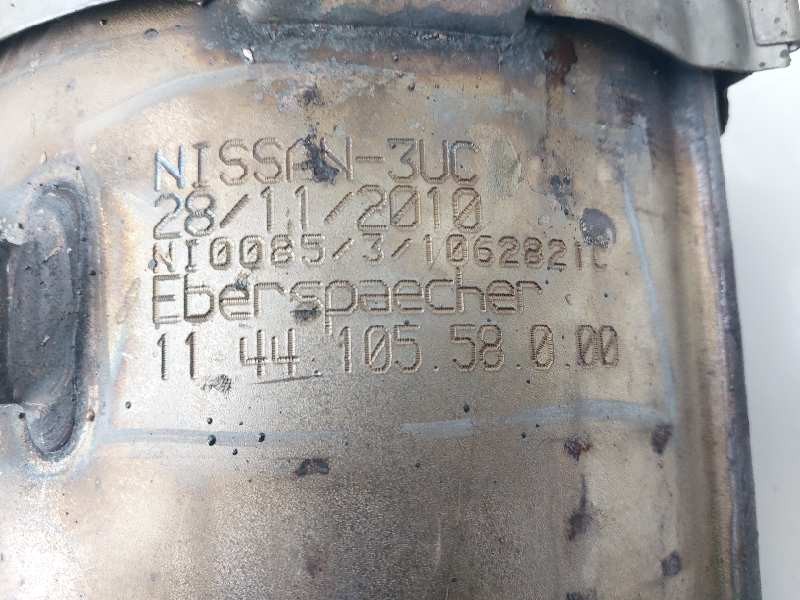 NISSAN-3UC
28/11/2010
NI0085/3/1062821C
Eberspaecher
11.44.105.58.0.00